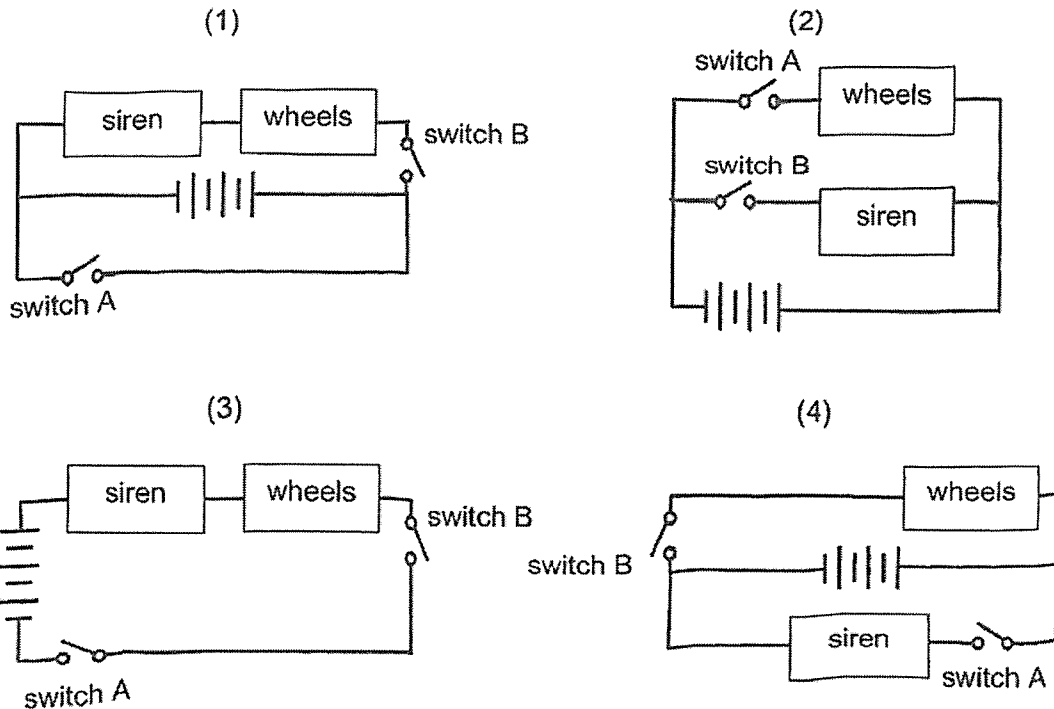 (1)
siren
wheels
switch B
switch A
(2)
switch A
wheels
switch B
siren
(3)
siren
wheels
switch B
switch A
(4)
wheels
switch B
siren
switch A